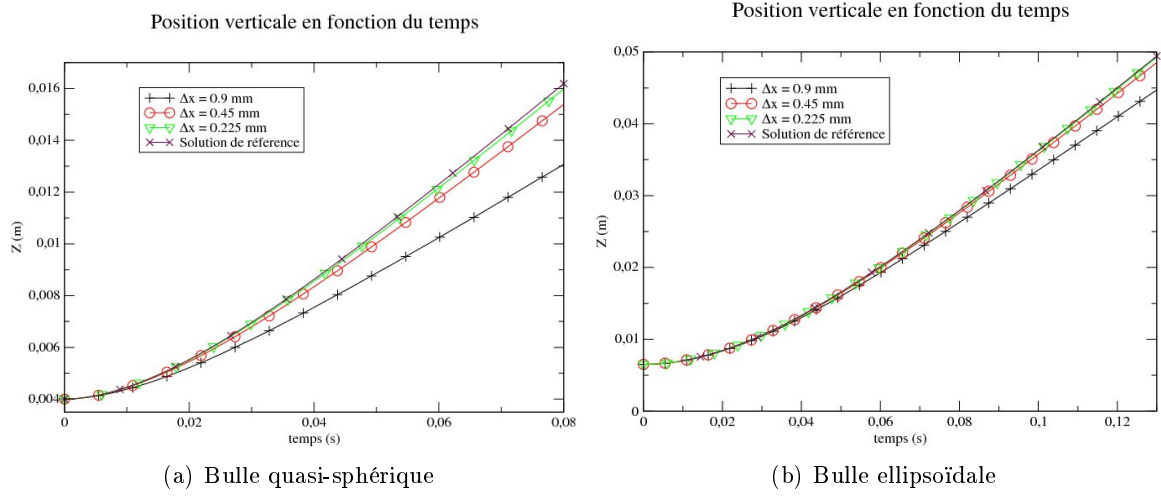 Position verticale en fonction du temps
0,016
0,014
0,012
0,01
0,008
0,006
0,004
Z (m)
Δx = 0.9 mm
Δx = 0.45 mm
Δx = 0.225 mm
Solution de réference
0
0,02
0,04
0,06
0,08
temps (s)
(a) Bulle quasi-sphérique
Position verticale en fonction du temps
0,05
0,04
0,03
0,02
0,01
0
Z (m)
Δx = 0.9 mm
Δx = 0.45 mm
Δx = 0.225 mm
Solution de référence
0
0,02
0,04
0,06
0,08
0,1
0,12
temps (s)
(b) Bulle ellipsoïdale